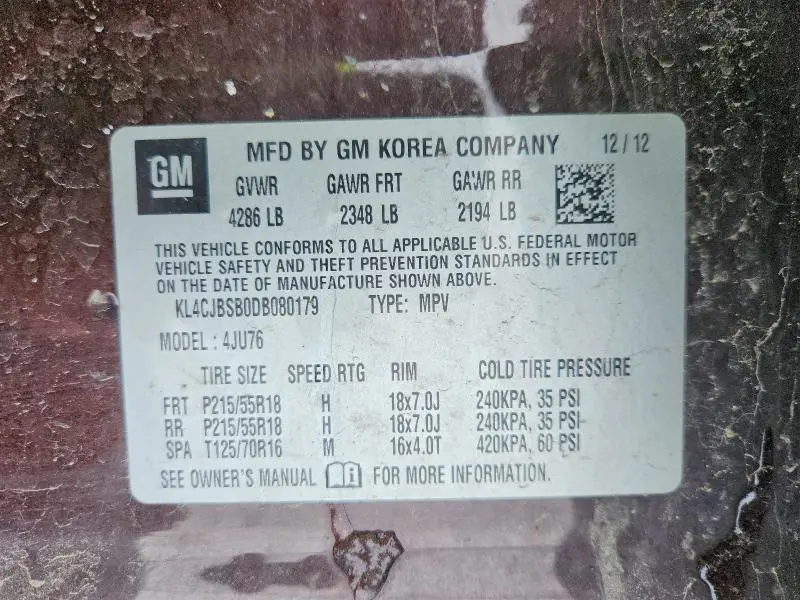 GM MFD BY GM KOREA COMPANY 12/12
GVWR GAWR FRT GAWR RR
4286 LB 2348 LB 2194 LB
THIS VEHICLE CONFORMS TO ALL APPLICABLE U.S. FEDERAL MOTOR
VEHICLE SAFETY AND THEFT PREVENTION STANDARDS IN EFFECT
ON THE DATE OF MANUFACTURE SHOWN ABOVE.
KL4CJBSB0DB080179 TYPE: MPV
MODEL : 4JU76
TIRE SIZE SPEED RTG RIM COLD TIRE PRESSURE
FRT P215/55R18 H 18x7.0J 240KPA, 35 PSI
RR P215/55R18 H 18x7.0J 240KPA, 35 PSI
SPA T125/70R16 M 16x4.0T 420KPA, 60 PSI
SEE OWNER'S MANUAL FOR MORE INFORMATION.